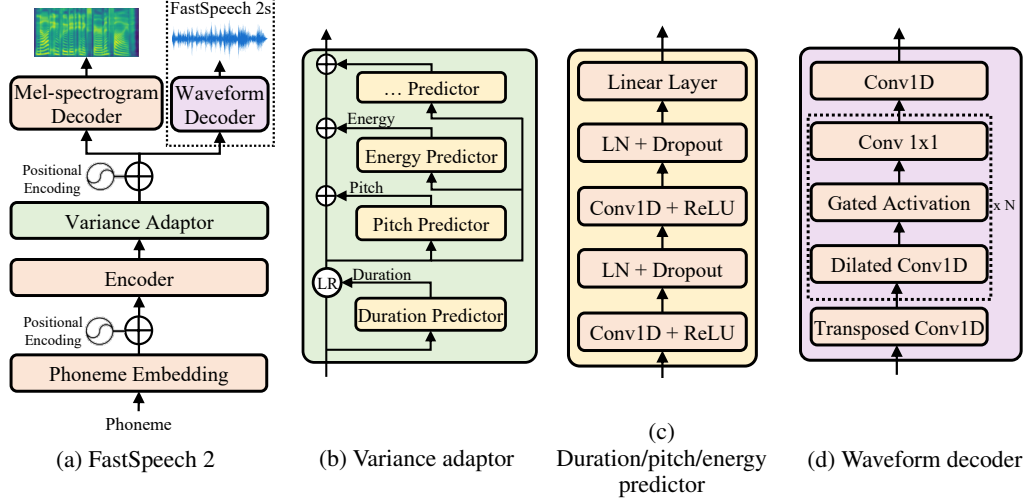 FastSpeech 2s
Mel-spectrogram
Decoder
Waveform
Decoder
Positional
Encoding
Variance Adaptor
Encoder
Positional
Encoding
Phoneme Embedding
Phoneme
(a) FastSpeech 2
… Predictor
Energy
Energy Predictor
Pitch
Pitch Predictor
LR
Duration
Duration Predictor
(b) Variance adaptor
Linear Layer
LN + Dropout
Conv1D + ReLU
LN + Dropout
Conv1D + ReLU
(c)
Duration/pitch/energy
predictor
Conv1D
Conv 1x1
Gated Activation
x N
Dilated Conv1D
Transposed Conv1D
(d) Waveform decoder